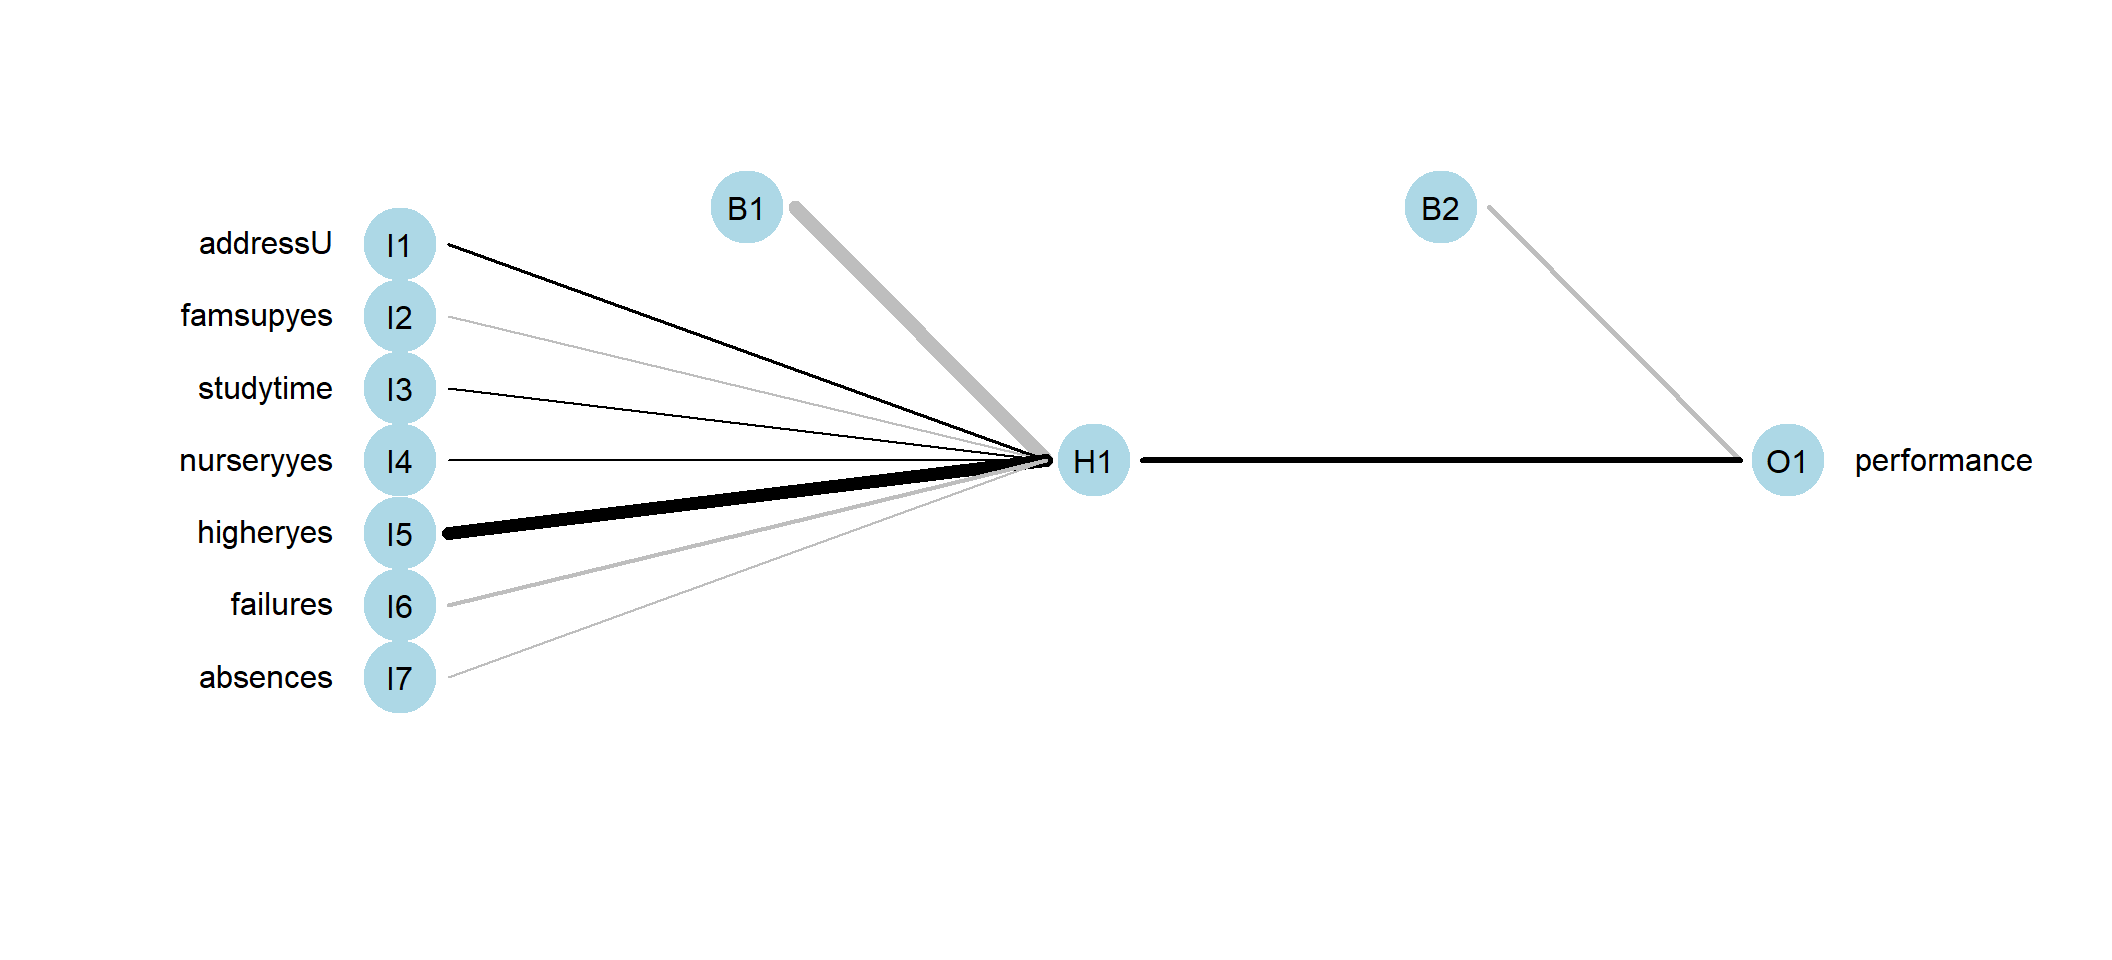 B1
B2
addressU I1
famsupyes I2
studytime I3
nurseryyes I4
H1
O1 performance
higheryes I5
failures I6
absences I7